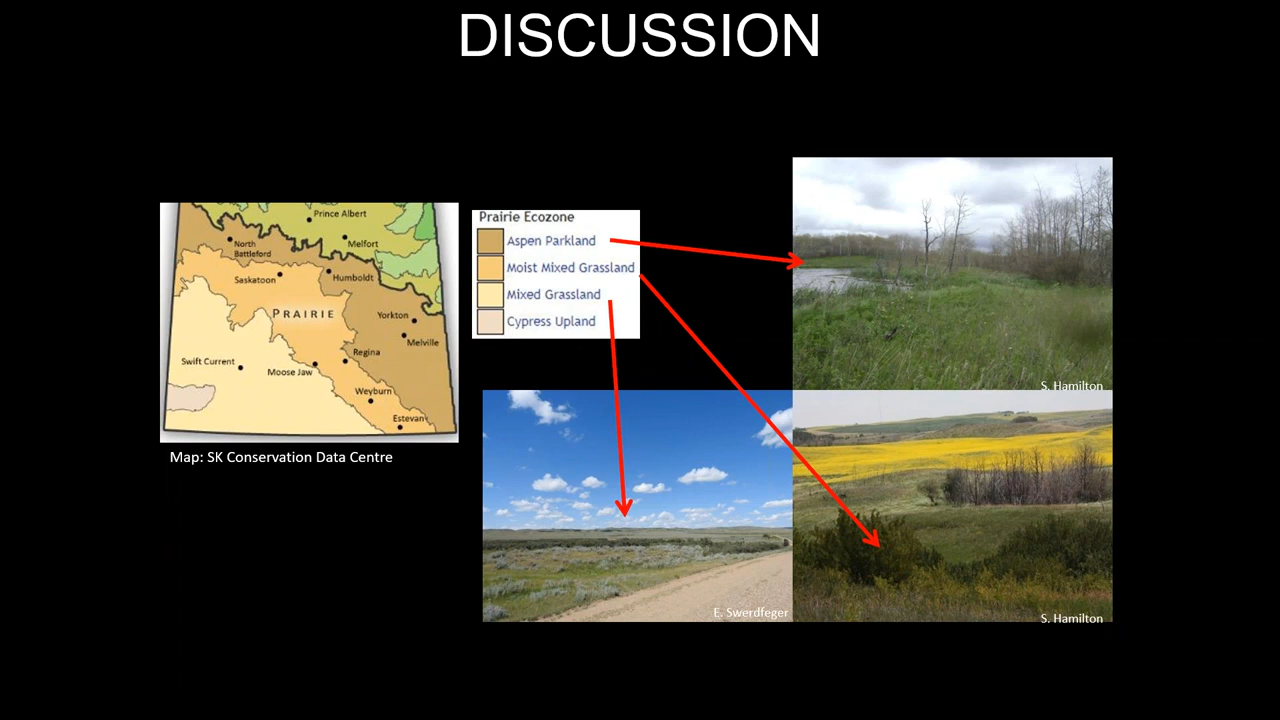 DISCUSSION
Prince Albert
Melfort
North
Battleford
Saskatoon
Humboldt
PRAIRIE
Yorkton
Melville
Regina
Swift Current
Moose Jaw
Weyburn
Estevan
Map: SK Conservation Data Centre
Prairie Ecozone
Aspen Parkland
Moist Mixed Grassland
Mixed Grassland
Cypress Upland
S. Hamilton
E. Swerdfeger
S. Hamilton